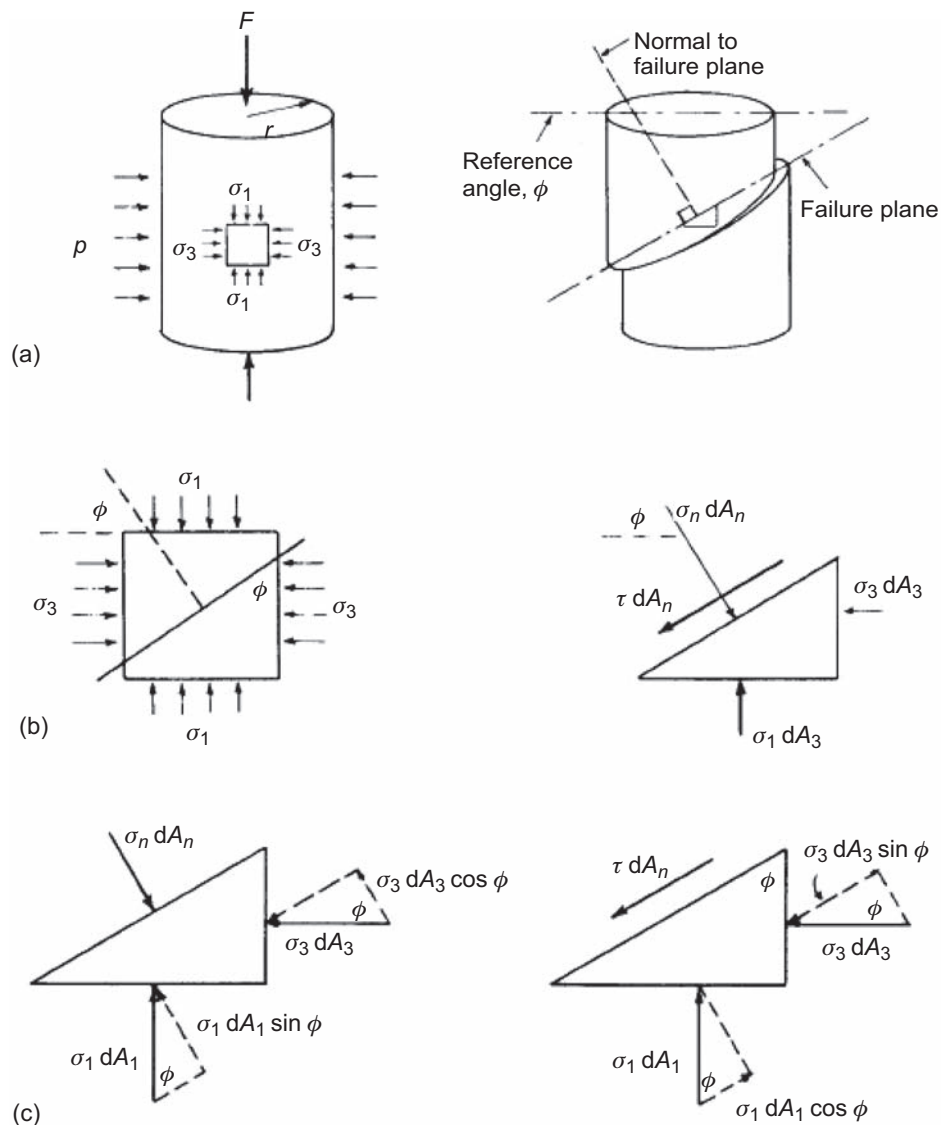 F
r
σ1
σ3
σ3
σ1
p
(a)
Normal to
failure plane
Reference
angle, ϕ
Failure plane
σ1
ϕ
ϕ
σ3
σ3
σ1
(b)
ϕ
σn dAn
τ dAn
σ3 dA3
σ1 dA3
σn dAn
σ3 dA3 cos ϕ
ϕ
σ3 dA3
σ1 dA1 sin ϕ
σ1 dA1
ϕ
(c)
τ dAn
σ3 dA3 sin ϕ
ϕ
ϕ
σ3 dA3
σ1 dA1
ϕ
σ1 dA1 cos ϕ